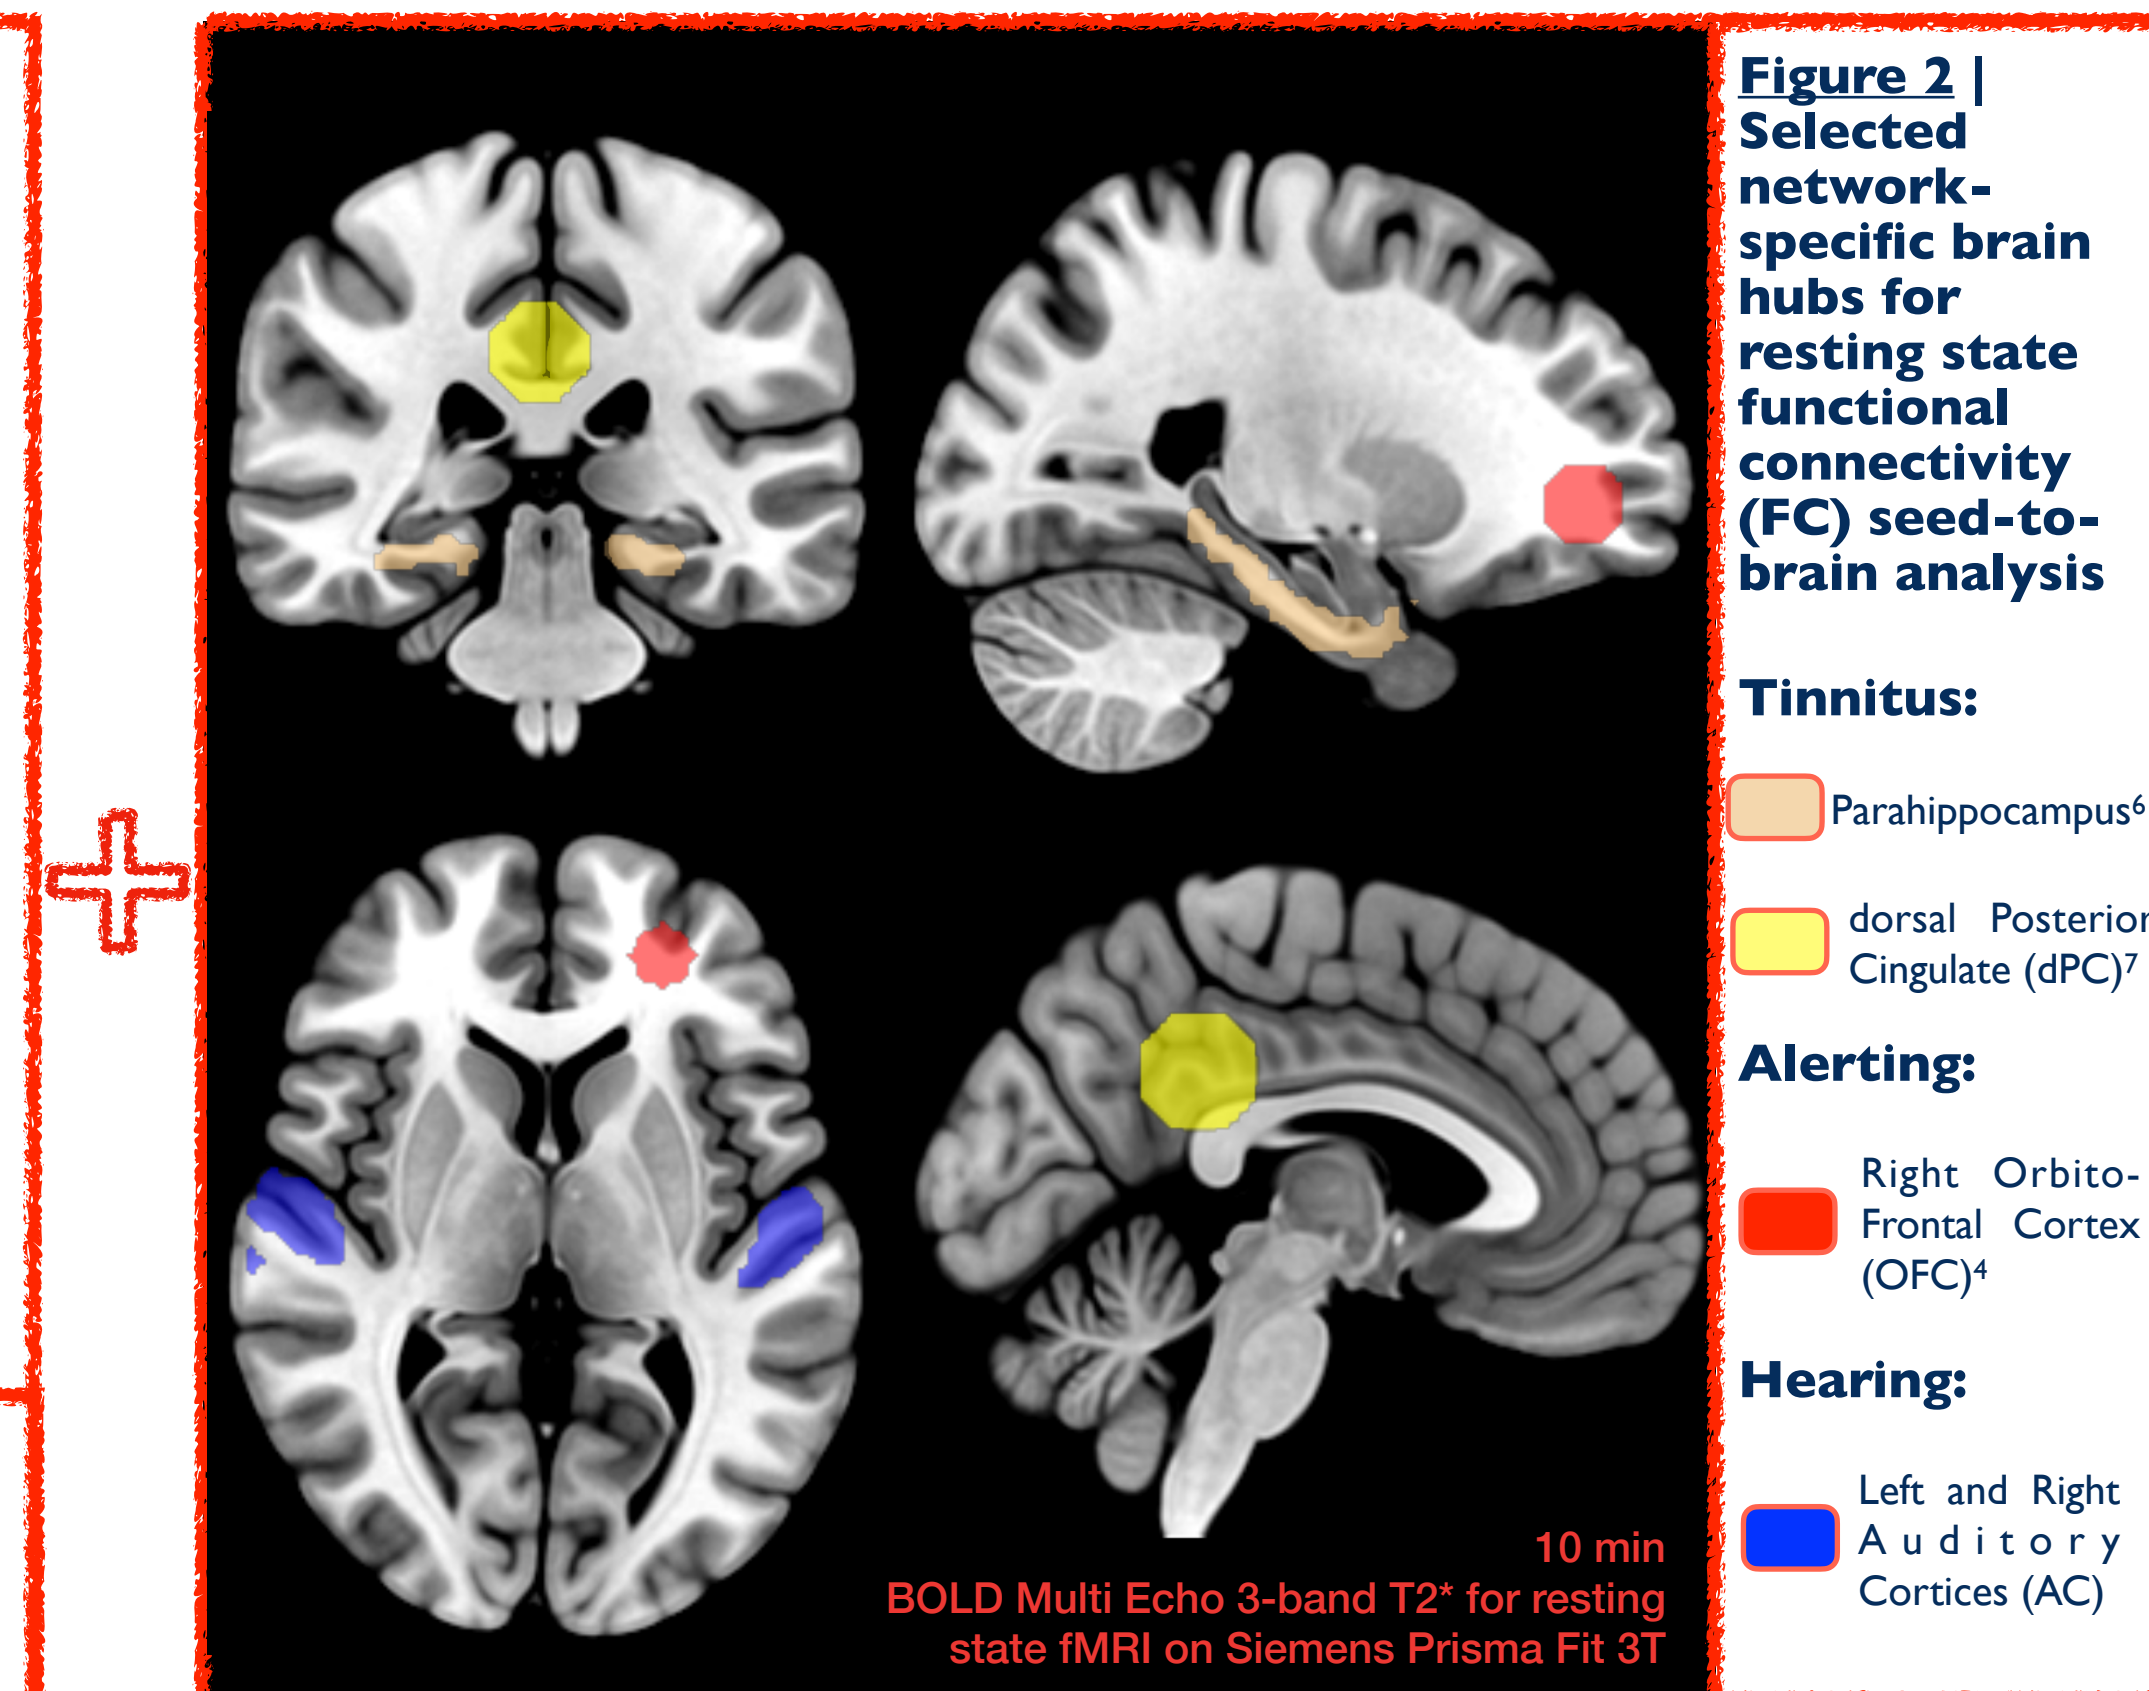 Figure 2 |
Selected
network-
specific brain
hubs for
resting state
functional
connectivity
(FC) seed-to-
brain analysis
Tinnitus:
Parahippocampus⁶
dorsal Posterior
Cingulate (dPC)⁷
Alerting:
Right Orbito-
Frontal Cortex
(OFC)⁴
Hearing:
Left and Right
Auditory
Cortices (AC)
10 min
BOLD Multi Echo 3-band T2* for resting
state fMRI on Siemens Prisma Fit 3T